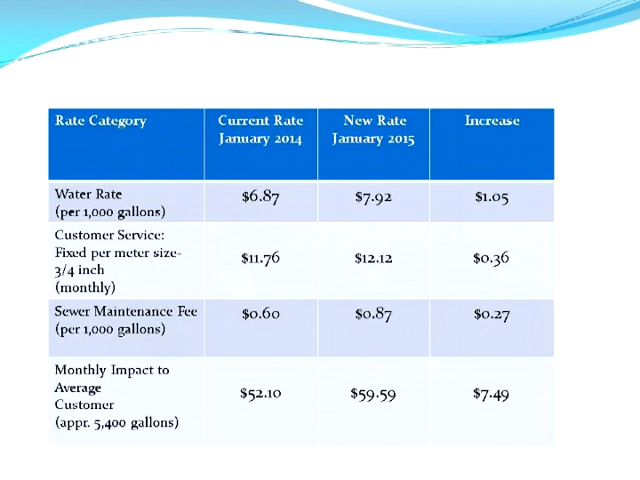 Rate Category
Current Rate
January 2014
New Rate
January 2015
Increase
Water Rate
(per 1,000 gallons)
$6.87
$7.92
$1.05
Customer Service:
Fixed per meter size-
3/4 inch
(monthly)
$11.76
$12.12
$0.36
Sewer Maintenance Fee
(per 1,000 gallons)
$0.60
$0.87
$0.27
Monthly Impact to
Average
Customer
(appr. 5,400 gallons)
$52.10
$59.59
$7.49